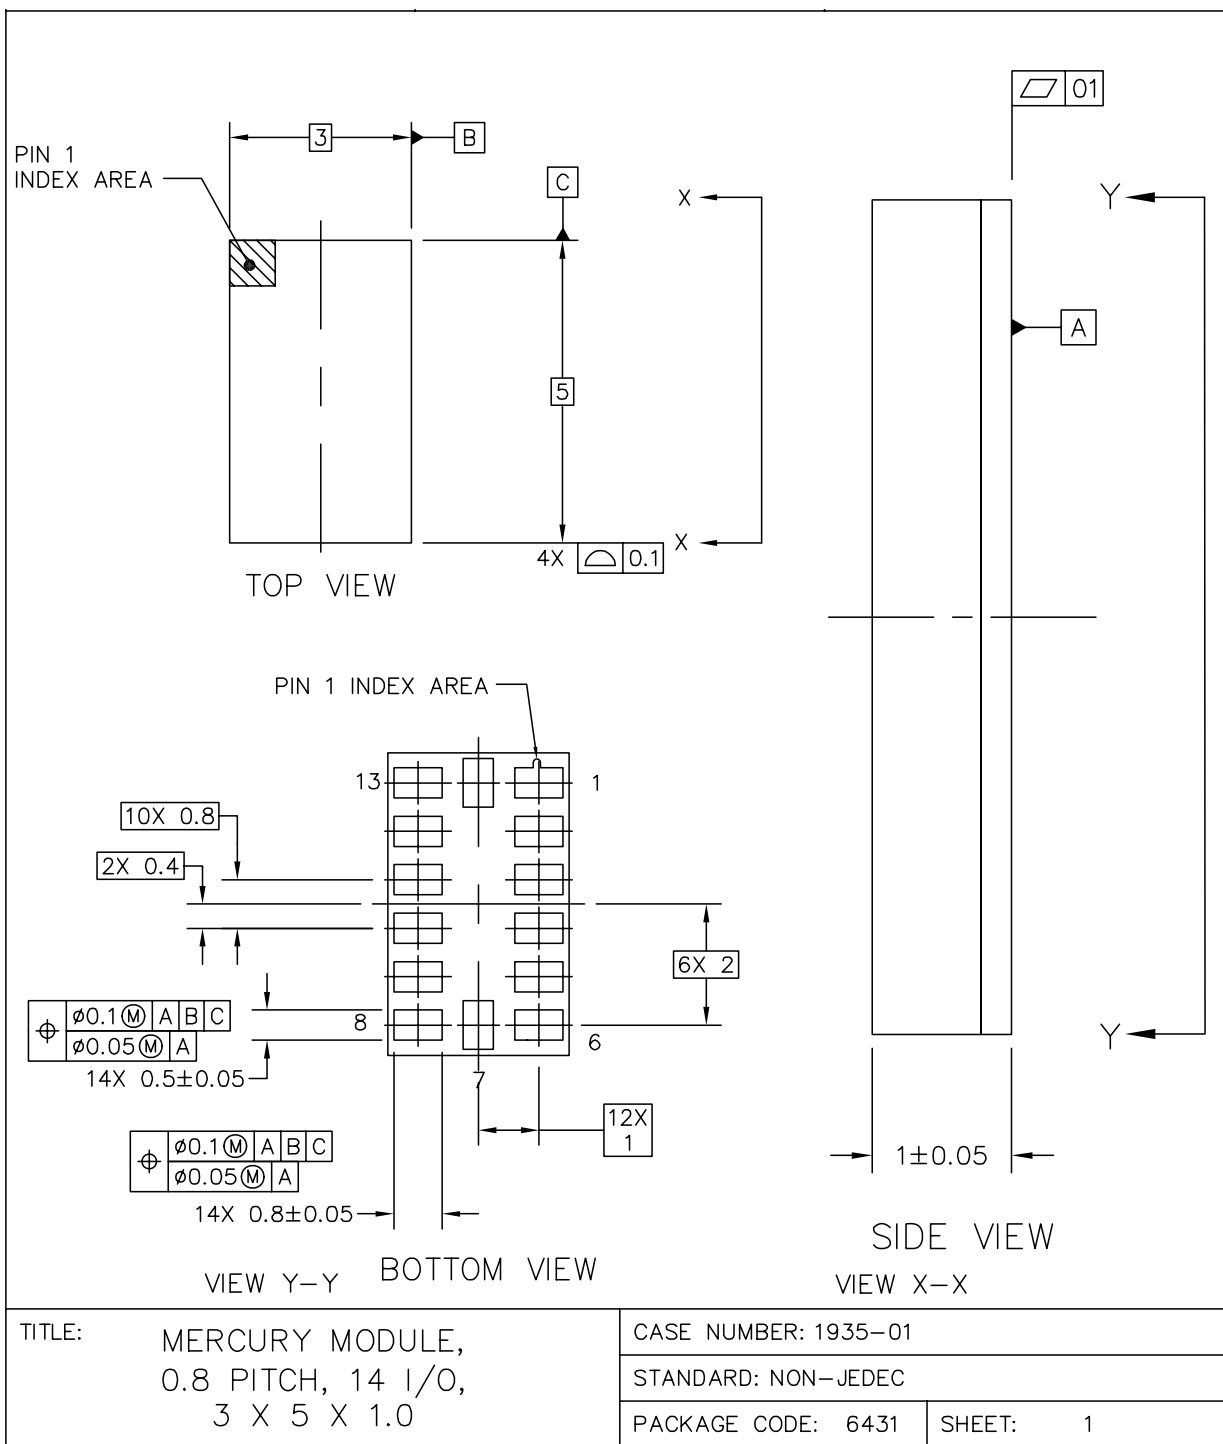 01
3
B
PIN 1
INDEX AREA
C
X
Y
A
5
X
4X 0.1
TOP VIEW
PIN 1 INDEX AREA
13
1
10X 0.8
2X 0.4
6X 2
ø0.1Ⓜ A B C
ø0.05Ⓜ A
8
6
14X 0.5±0.05
7
12X
1
ø0.1Ⓜ A B C
ø0.05Ⓜ A
14X 0.8±0.05
Y
1±0.05
SIDE VIEW
BOTTOM VIEW
VIEW Y-Y
VIEW X-X
TITLE:
MERCURY MODULE,
0.8 PITCH, 14 I/O,
3 X 5 X 1.0
CASE NUMBER: 1935-01
STANDARD: NON-JEDEC
PACKAGE CODE: 6431
SHEET: 1